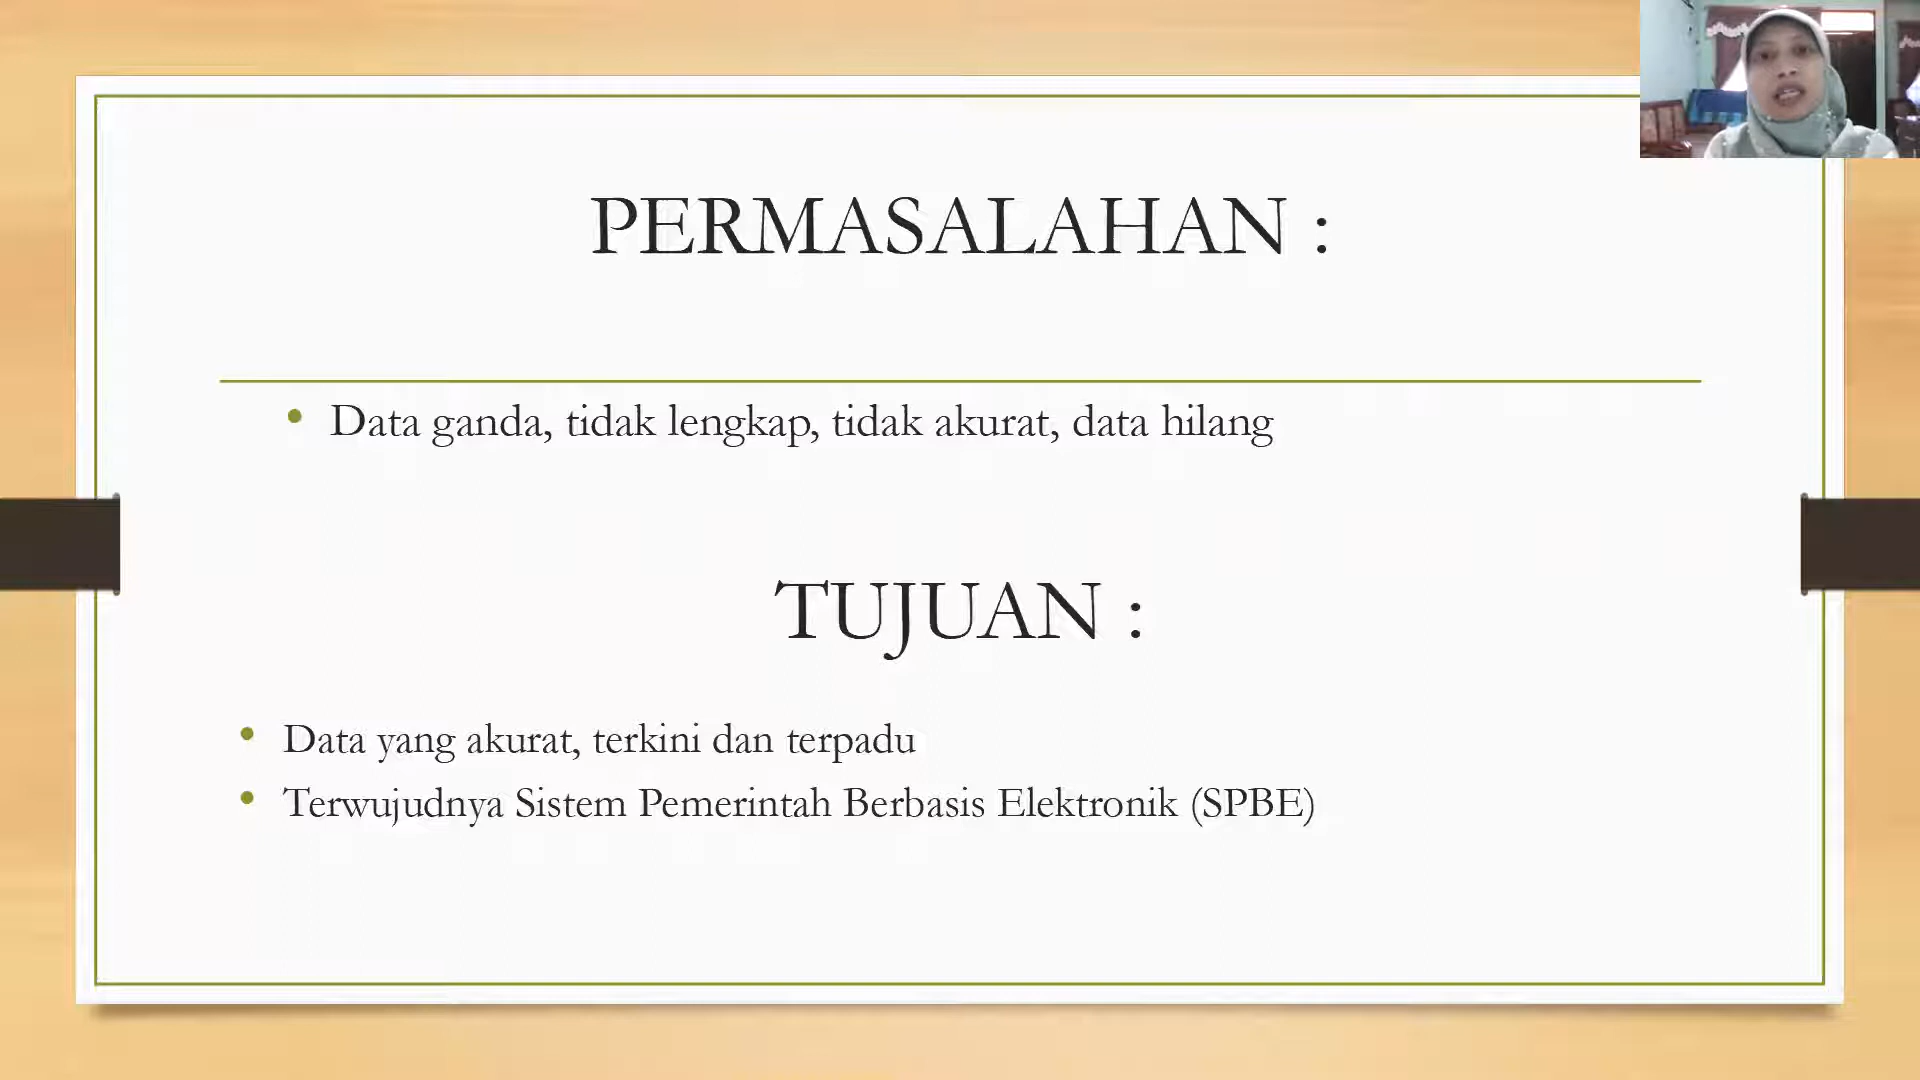 PERMASALAHAN :
• Data ganda, tidak lengkap, tidak akurat, data hilang
TUJUAN :
• Data yang akurat, terkini dan terpadu
• Terwujudnya Sistem Pemerintah Berbasis Elektronik (SPBE)